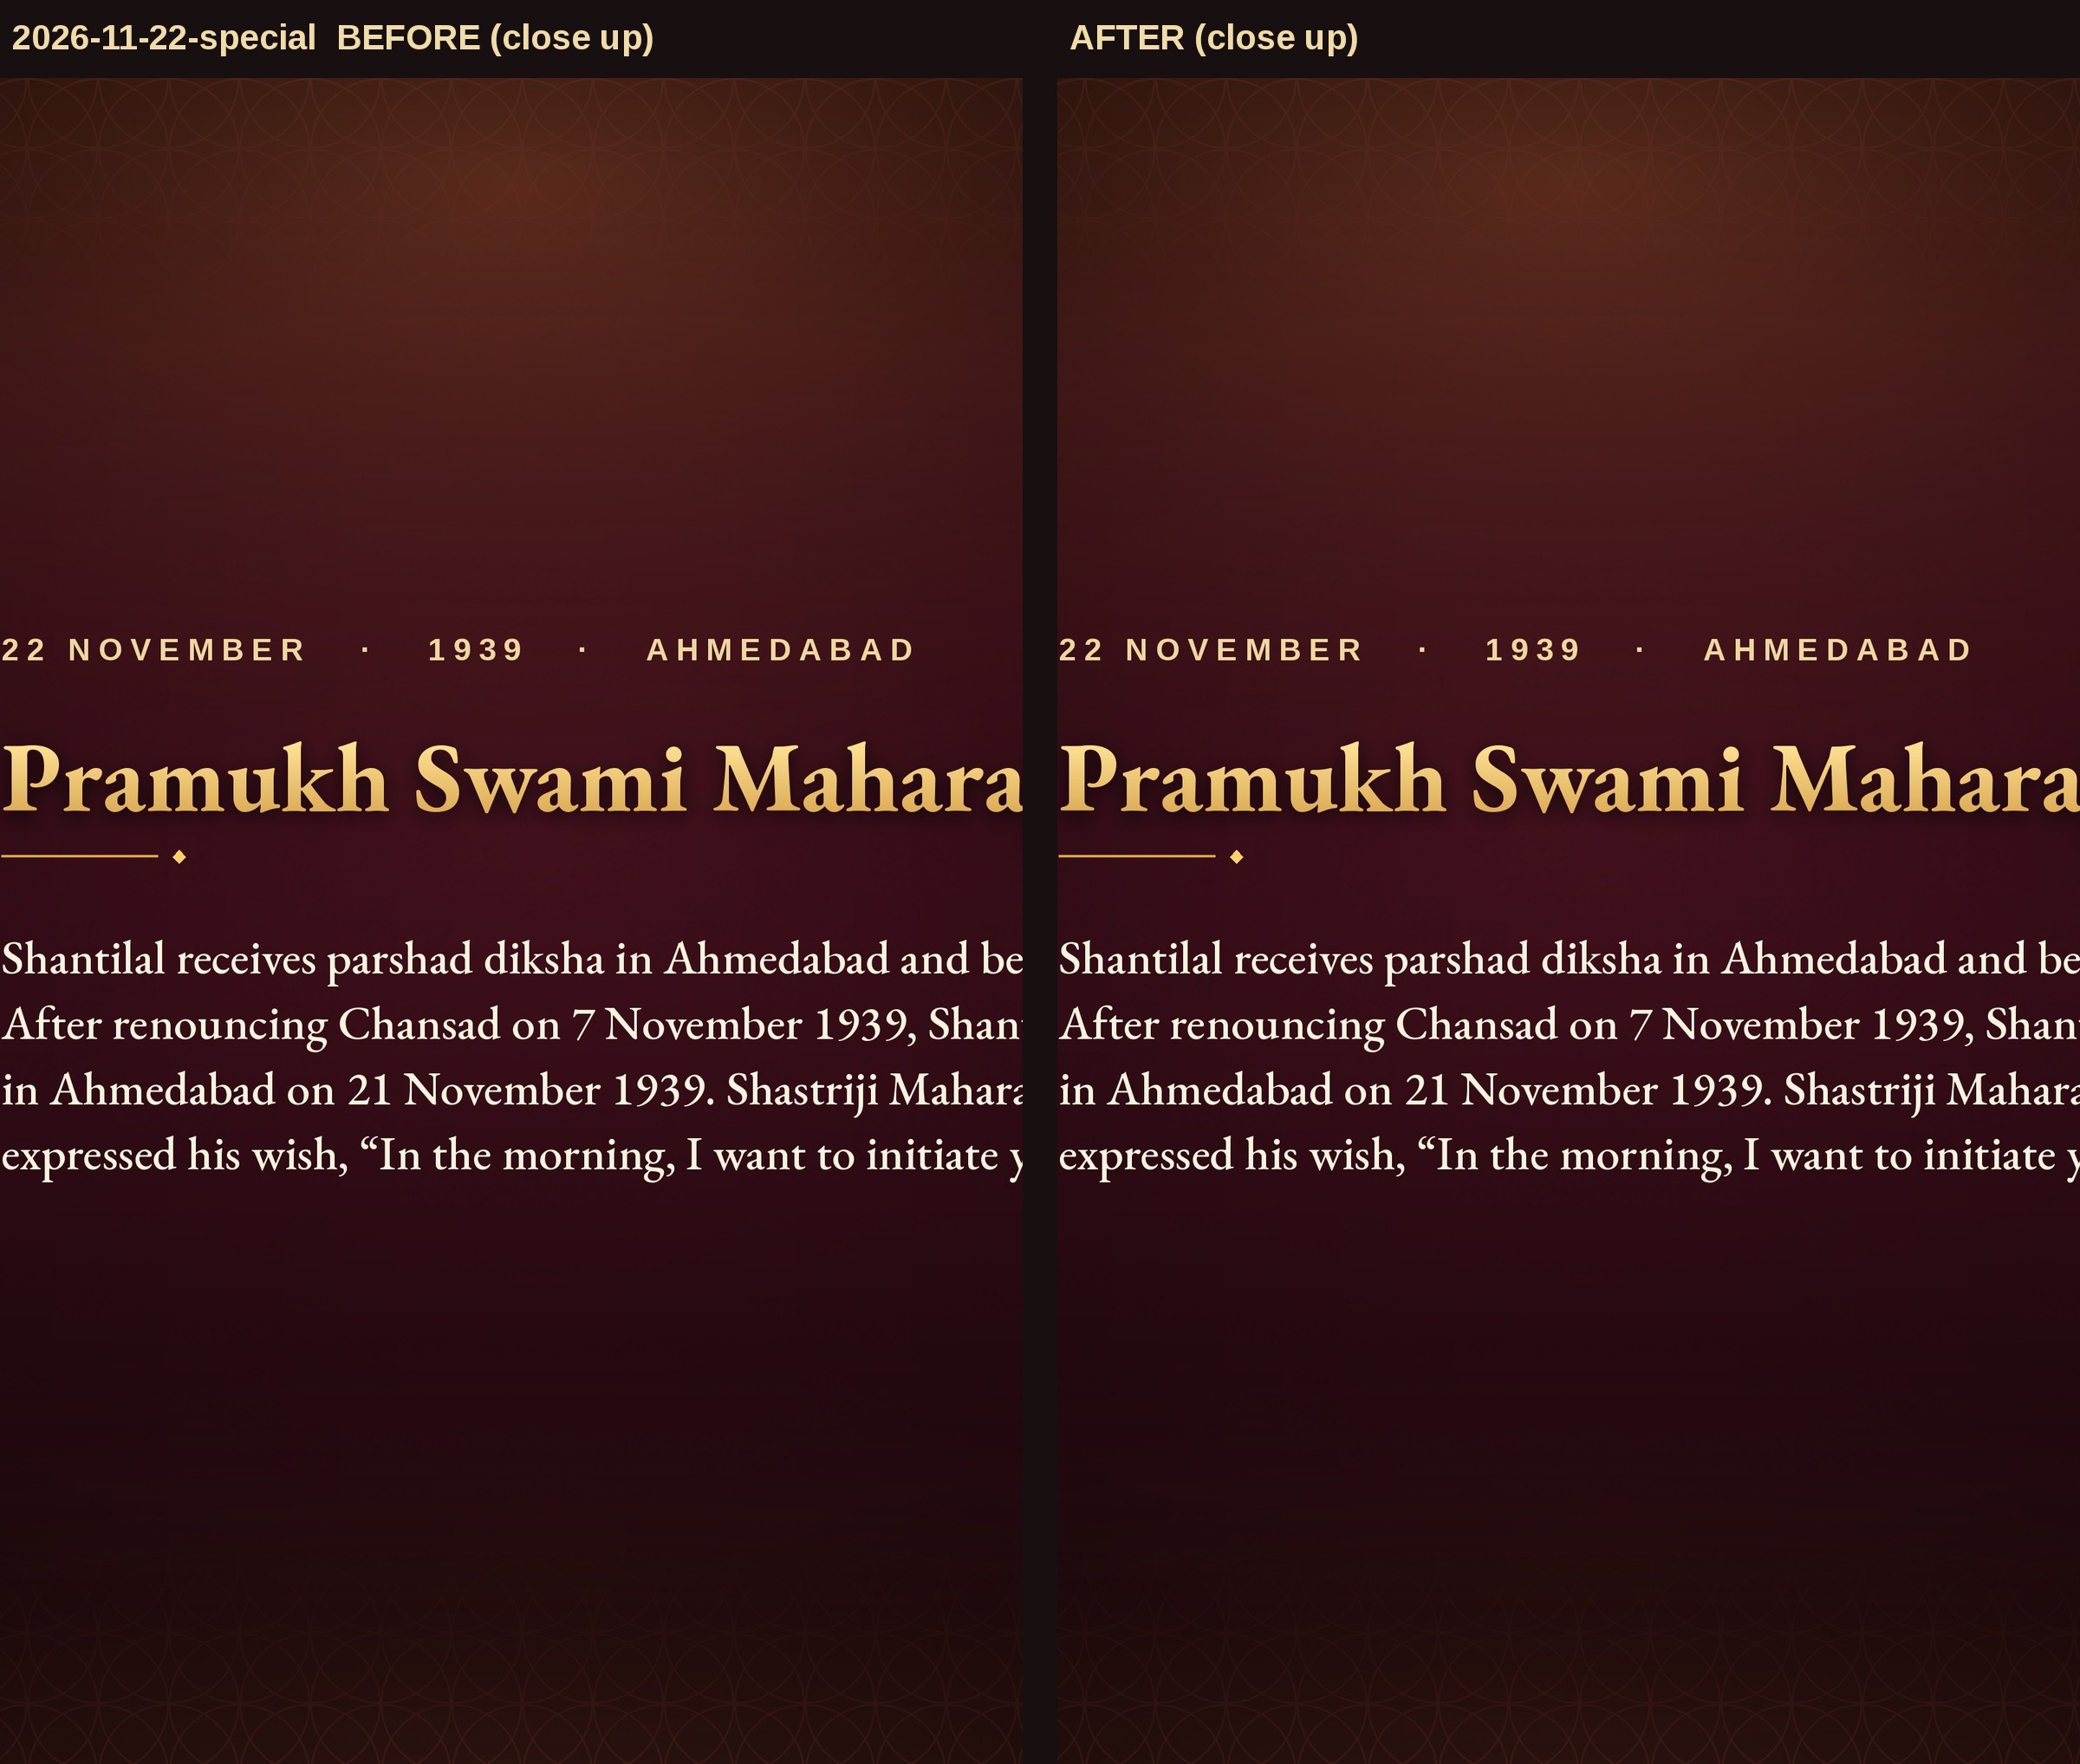 2026-11-22-special BEFORE (close up)
22 NOVEMBER · 1939 · AHMEDABAD
Pramukh Swami Mahara
Shantilal receives parshad diksha in Ahmedabad and be
After renouncing Chansad on 7 November 1939, Shan
in Ahmedabad on 21 November 1939. Shastriji Mahara
expressed his wish, “In the morning, I want to initiate y
AFTER (close up)
22 NOVEMBER · 1939 · AHMEDABAD
Pramukh Swami Mahara
Shantilal receives parshad diksha in Ahmedabad and be
After renouncing Chansad on 7 November 1939, Shan
in Ahmedabad on 21 November 1939. Shastriji Mahara
expressed his wish, “In the morning, I want to initiate y